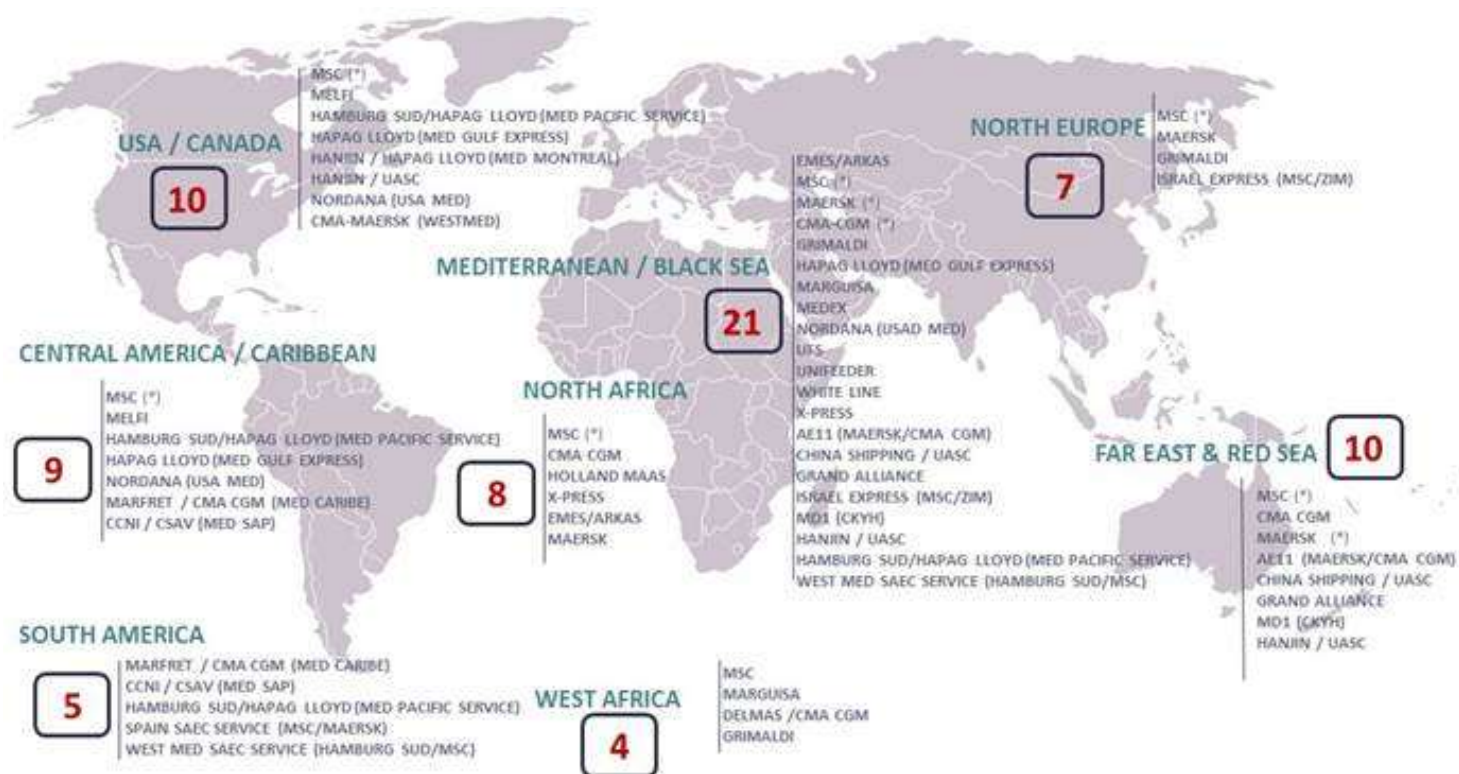 USA / CANADA
10
MSC (*)
MELFI
HAMBURG SUD/HAPAG LLOYD (MED PACIFIC SERVICE)
HAPAG LLOYD (MED GULF EXPRESS)
HANJIN / HAPAG LLOYD (MED MONTREAL)
HANJIN / UASC
NORDANA (USA MED)
CMA-MAERSK (WESTMED)
NORTH EUROPE
7
MSC (*)
MAERSK
GRIMALDI
ISRAEL EXPRESS (MSC/ZIM)
MEDITERRANEAN / BLACK SEA
21
EMES/ARKAS
MSC (*)
MAERSK (*)
CMA-CGM (*)
GRIMALDI
HAPAG LLOYD (MED GULF EXPRESS)
MARGUISA
MEDEX
NORDANA (USAD MED)
UTS
UNIFEEDER
WHITE LINE
X-PRESS
AE11 (MAERSK/CMA CGM)
CHINA SHIPPING / UASC
GRAND ALLIANCE
ISRAEL EXPRESS (MSC/ZIM)
MD1 (CKYH)
HANJIN / UASC
HAMBURG SUD/HAPAG LLOYD (MED PACIFIC SERVICE)
WEST MED SAEC SERVICE (HAMBURG SUD/MSC)
CENTRAL AMERICA / CARIBBEAN
9
MSC (*)
MELFI
HAMBURG SUD/HAPAG LLOYD (MED PACIFIC SERVICE)
HAPAG LLOYD (MED GULF EXPRESS)
NORDANA (USA MED)
MARFRET / CMA CGM (MED CARIBE)
CCNI / CSAV (MED SAP)
NORTH AFRICA
8
MSC (*)
CMA CGM
HOLLAND MAAS
X-PRESS
EMES/ARKAS
MAERSK
FAR EAST & RED SEA
10
MSC (*)
CMA CGM
MAERSK (*)
AE11 (MAERSK/CMA CGM)
CHINA SHIPPING / UASC
GRAND ALLIANCE
MD1 (CKYH)
HANJIN / UASC
SOUTH AMERICA
5
MARFRET / CMA CGM (MED CARIBE)
CCNI / CSAV (MED SAP)
HAMBURG SUD/HAPAG LLOYD (MED PACIFIC SERVICE)
SPAIN SAEC SERVICE (MSC/MAERSK)
WEST MED SAEC SERVICE (HAMBURG SUD/MSC)
WEST AFRICA
4
MSC
MARGUISA
DELMAS /CMA CGM
GRIMALDI